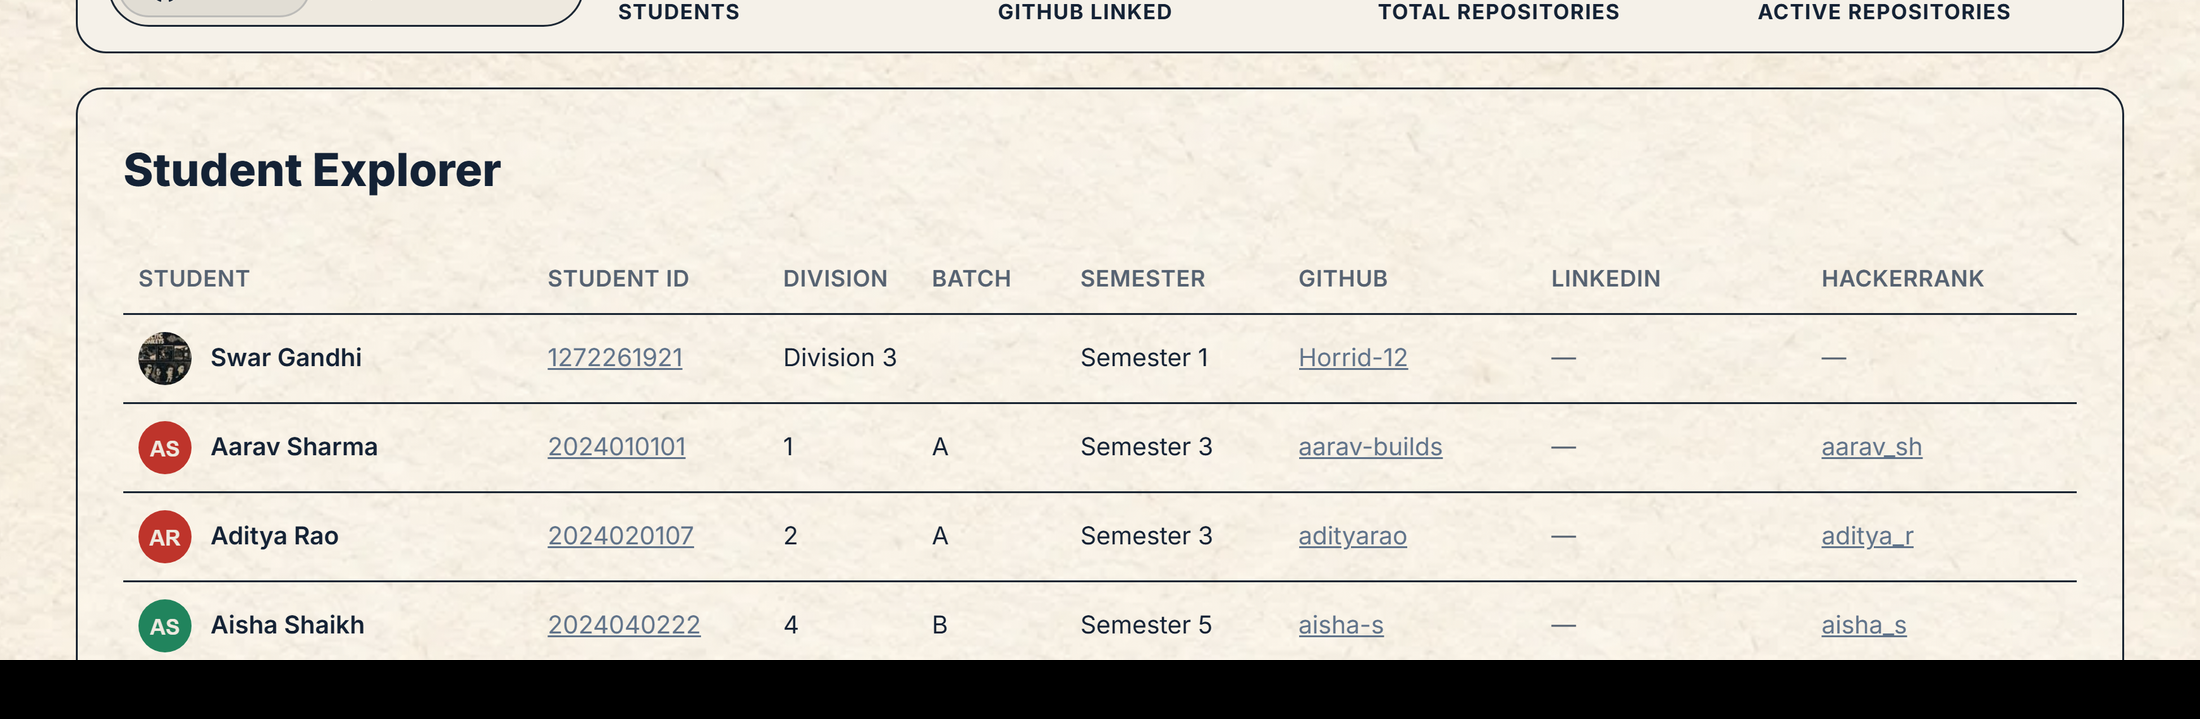 STUDENTS GITHUB LINKED TOTAL REPOSITORIES ACTIVE REPOSITORIES
Student Explorer
STUDENT STUDENT ID DIVISION BATCH SEMESTER GITHUB LINKEDIN HACKERRANK
Swar Gandhi 1272261921 Division 3 Semester 1 Horrid-12 — —
AS Aarav Sharma 2024010101 1 A Semester 3 aarav-builds — aarav_sh
AR Aditya Rao 2024020107 2 A Semester 3 adityarao — aditya_r
AS Aisha Shaikh 2024040222 4 B Semester 5 aisha-s — aisha_s